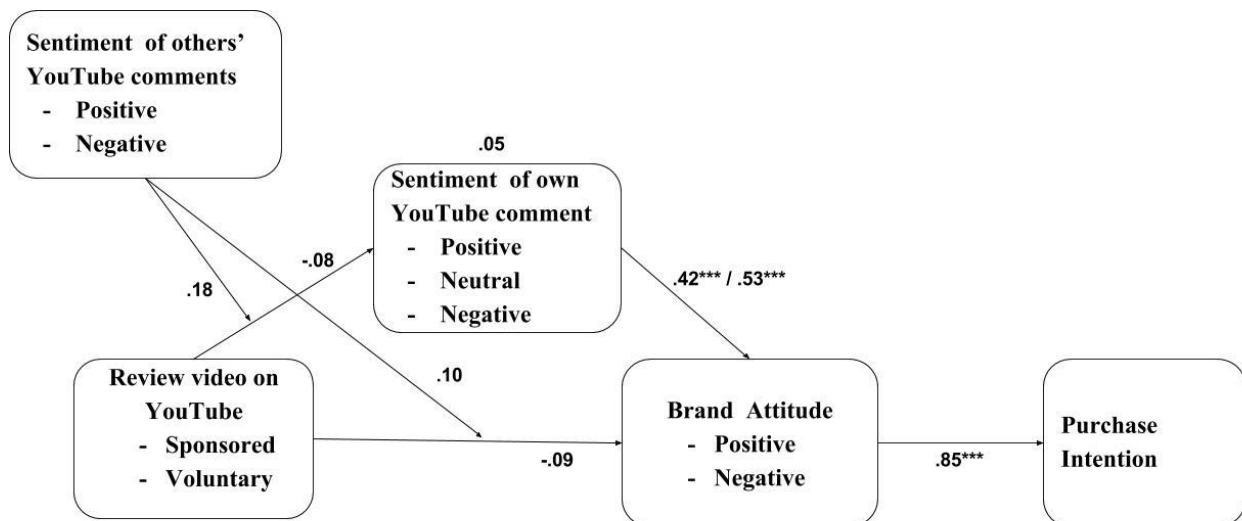 Sentiment of others’
YouTube comments
- Positive
- Negative
.05
Sentiment of own
YouTube comment
- Positive
- Neutral
- Negative
-.08
.18
.42*** / .53***
.10
Review video on
YouTube
- Sponsored
- Voluntary
-.09
Brand Attitude
- Positive
- Negative
.85***
Purchase
Intention